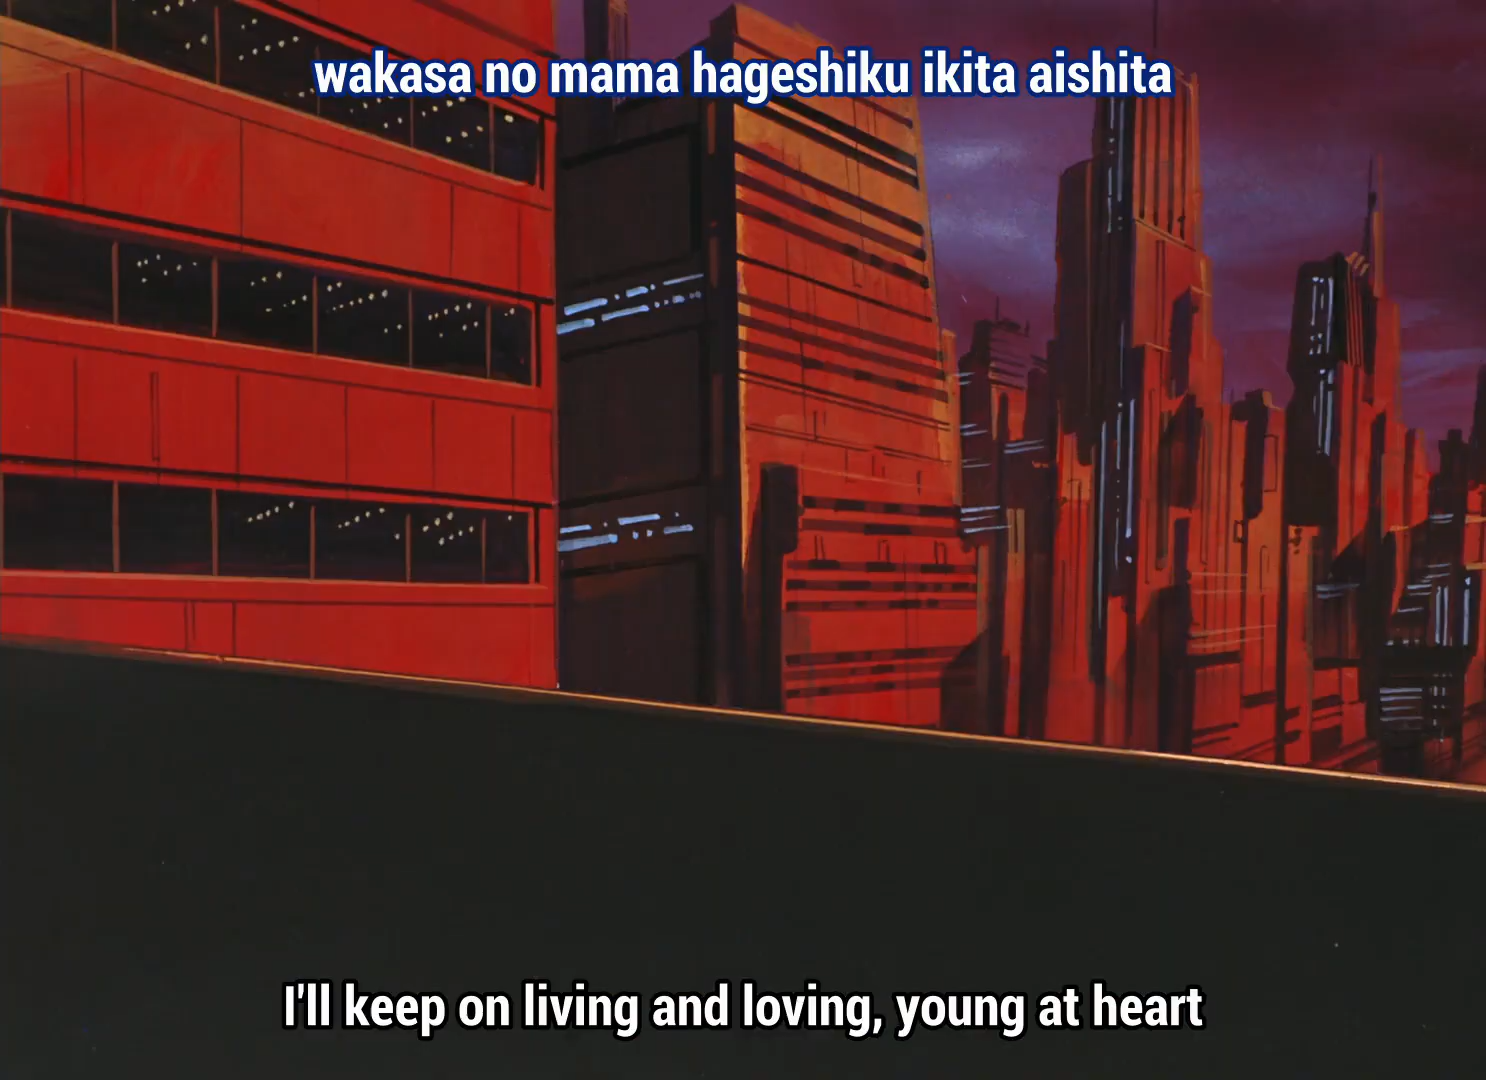 wakasa no mama hageshiku ikita aishita
I'll keep on living and loving, young at heart